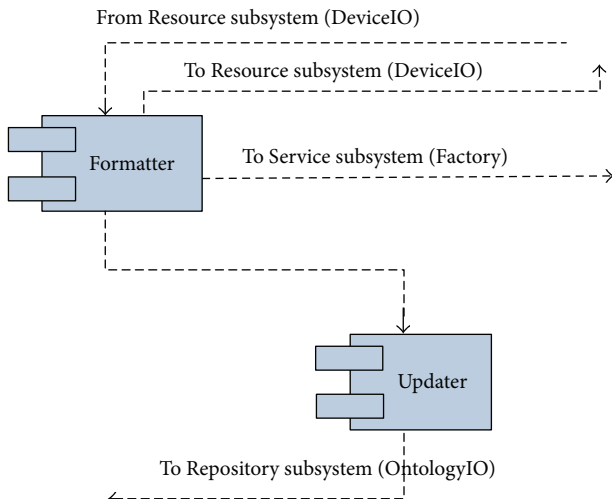 From Resource subsystem (DeviceIO)
To Resource subsystem (DeviceIO)
Formatter
To Service subsystem (Factory)
Updater
To Repository subsystem (OntologyIO)